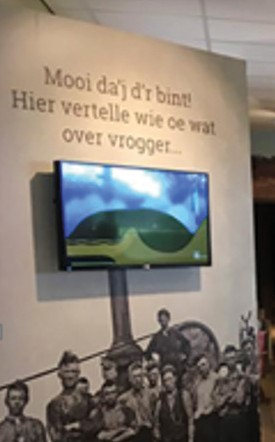 Mooi da'j d'r bint!
Hier vertelle wie oe wat
over vrogger...